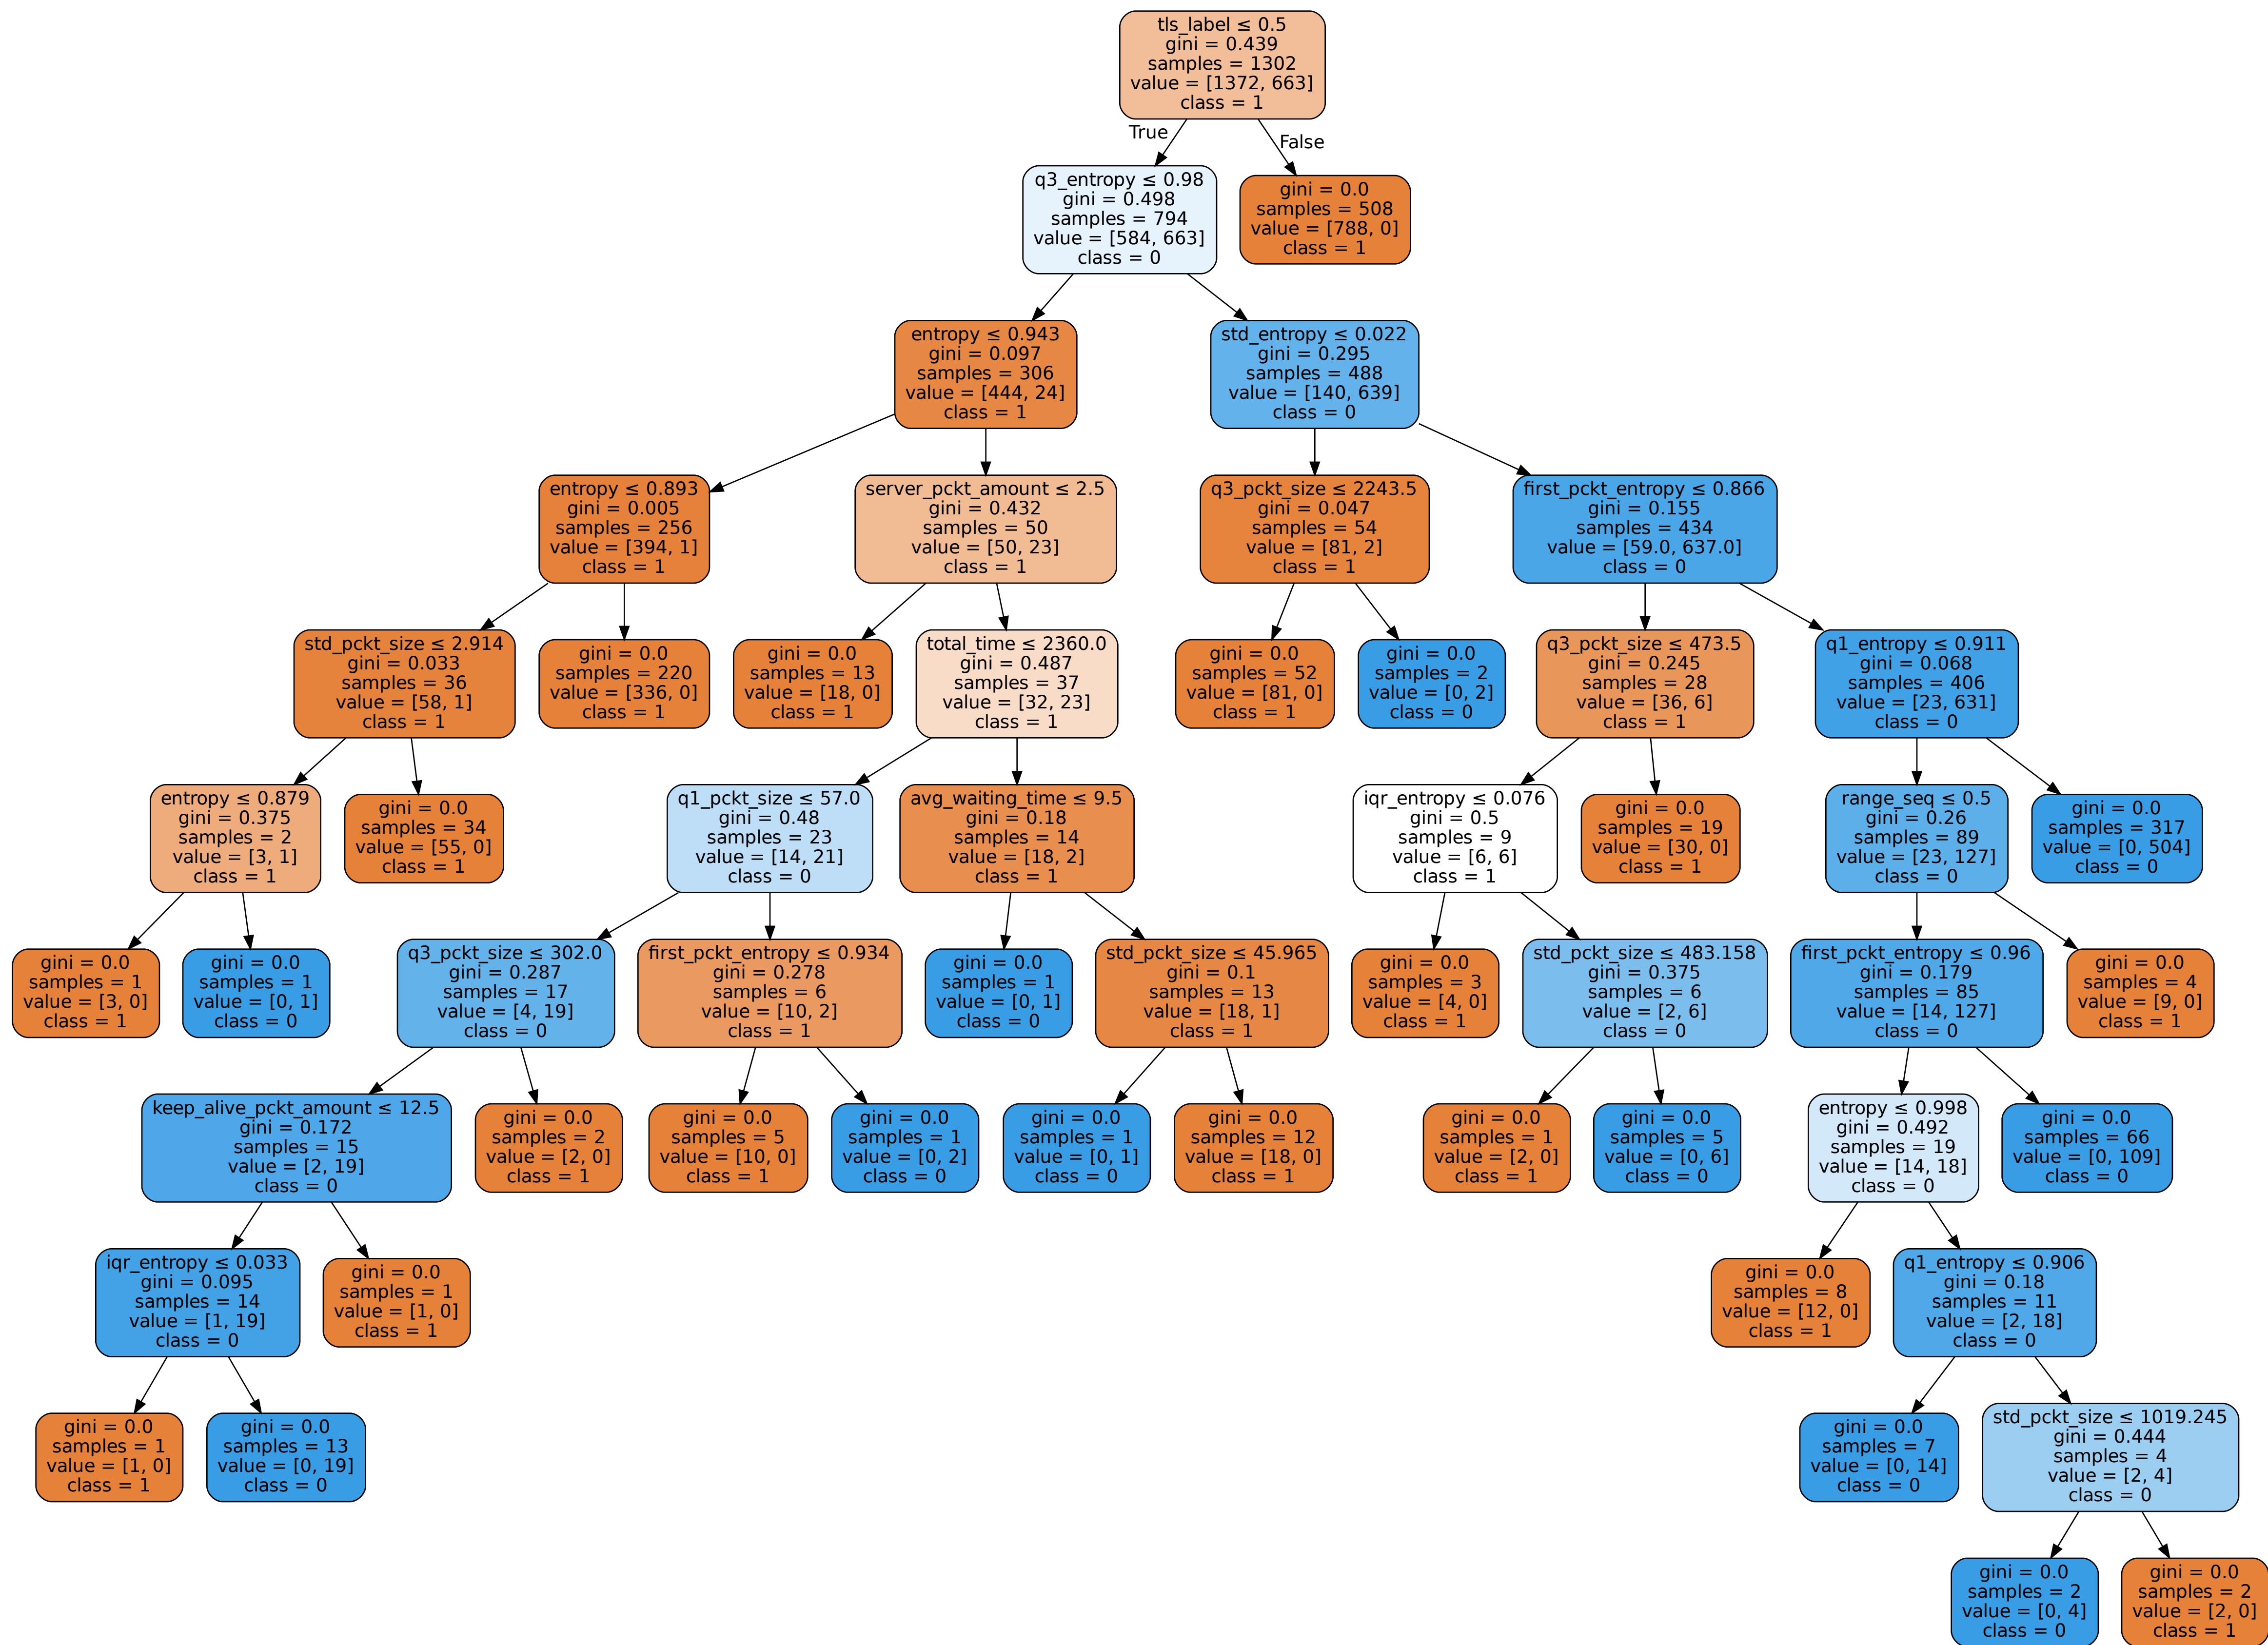 tls_label ≤ 0.5
gini = 0.439
samples = 1302
value = [1372, 663]
class = 1
True
False
q3_entropy ≤ 0.98
gini = 0.498
samples = 794
value = [584, 663]
class = 0
gini = 0.0
samples = 508
value = [788, 0]
class = 1
entropy ≤ 0.943
gini = 0.097
samples = 306
value = [444, 24]
class = 1
std_entropy ≤ 0.022
gini = 0.295
samples = 488
value = [140, 639]
class = 0
entropy ≤ 0.893
gini = 0.005
samples = 256
value = [394, 1]
class = 1
server_pckt_amount ≤ 2.5
gini = 0.432
samples = 50
value = [50, 23]
class = 1
q3_pckt_size ≤ 2243.5
gini = 0.047
samples = 54
value = [81, 2]
class = 1
first_pckt_entropy ≤ 0.866
gini = 0.155
samples = 434
value = [59.0, 637.0]
class = 0
std_pckt_size ≤ 2.914
gini = 0.033
samples = 36
value = [58, 1]
class = 1
gini = 0.0
samples = 220
value = [336, 0]
class = 1
gini = 0.0
samples = 13
value = [18, 0]
class = 1
total_time ≤ 2360.0
gini = 0.487
samples = 37
value = [32, 23]
class = 1
gini = 0.0
samples = 52
value = [81, 0]
class = 1
gini = 0.0
samples = 2
value = [0, 2]
class = 0
q3_pckt_size ≤ 473.5
gini = 0.245
samples = 28
value = [36, 6]
class = 1
q1_entropy ≤ 0.911
gini = 0.068
samples = 406
value = [23, 631]
class = 0
entropy ≤ 0.879
gini = 0.375
samples = 2
value = [3, 1]
class = 1
gini = 0.0
samples = 34
value = [55, 0]
class = 1
q1_pckt_size ≤ 57.0
gini = 0.48
samples = 23
value = [14, 21]
class = 0
avg_waiting_time ≤ 9.5
gini = 0.18
samples = 14
value = [18, 2]
class = 1
iqr_entropy ≤ 0.076
gini = 0.5
samples = 9
value = [6, 6]
class = 1
gini = 0.0
samples = 19
value = [30, 0]
class = 1
range_seq ≤ 0.5
gini = 0.26
samples = 89
value = [23, 127]
class = 0
gini = 0.0
samples = 317
value = [0, 504]
class = 0
gini = 0.0
samples = 1
value = [3, 0]
class = 1
gini = 0.0
samples = 1
value = [0, 1]
class = 0
q3_pckt_size ≤ 302.0
gini = 0.287
samples = 17
value = [4, 19]
class = 0
first_pckt_entropy ≤ 0.934
gini = 0.278
samples = 6
value = [10, 2]
class = 1
gini = 0.0
samples = 1
value = [0, 1]
class = 0
std_pckt_size ≤ 45.965
gini = 0.1
samples = 13
value = [18, 1]
class = 1
gini = 0.0
samples = 3
value = [4, 0]
class = 1
std_pckt_size ≤ 483.158
gini = 0.375
samples = 6
value = [2, 6]
class = 0
first_pckt_entropy ≤ 0.96
gini = 0.179
samples = 85
value = [14, 127]
class = 0
gini = 0.0
samples = 4
value = [9, 0]
class = 1
keep_alive_pckt_amount ≤ 12.5
gini = 0.172
samples = 15
value = [2, 19]
class = 0
gini = 0.0
samples = 2
value = [2, 0]
class = 1
gini = 0.0
samples = 5
value = [10, 0]
class = 1
gini = 0.0
samples = 1
value = [0, 2]
class = 0
gini = 0.0
samples = 1
value = [0, 1]
class = 0
gini = 0.0
samples = 12
value = [18, 0]
class = 1
gini = 0.0
samples = 1
value = [2, 0]
class = 1
gini = 0.0
samples = 5
value = [0, 6]
class = 0
entropy ≤ 0.998
gini = 0.492
samples = 19
value = [14, 18]
class = 0
gini = 0.0
samples = 66
value = [0, 109]
class = 0
iqr_entropy ≤ 0.033
gini = 0.095
samples = 14
value = [1, 19]
class = 0
gini = 0.0
samples = 1
value = [1, 0]
class = 1
gini = 0.0
samples = 8
value = [12, 0]
class = 1
q1_entropy ≤ 0.906
gini = 0.18
samples = 11
value = [2, 18]
class = 0
gini = 0.0
samples = 1
value = [1, 0]
class = 1
gini = 0.0
samples = 13
value = [0, 19]
class = 0
gini = 0.0
samples = 7
value = [0, 14]
class = 0
std_pckt_size ≤ 1019.245
gini = 0.444
samples = 4
value = [2, 4]
class = 0
gini = 0.0
samples = 2
value = [0, 4]
class = 0
gini = 0.0
samples = 2
value = [2, 0]
class = 1